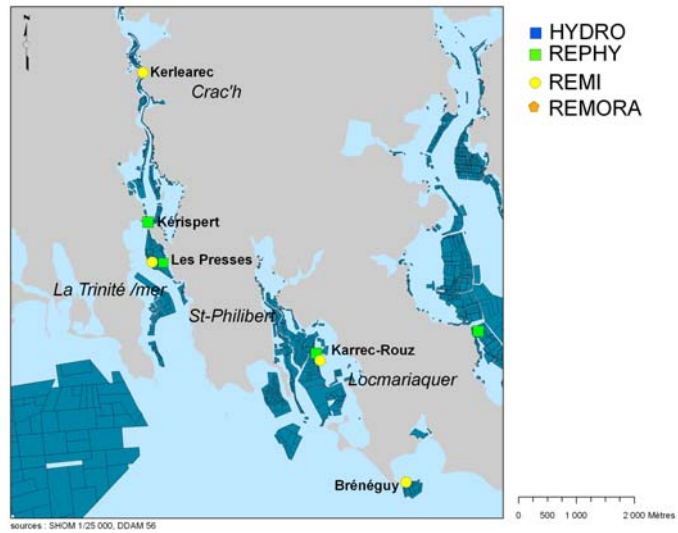 N
HYDRO
REPHY
REMI
REMORA
Kerlearec
Crac'h
Kérispert
Les Presses
La Trinité /mer
St-Philibert
Karrec-Rouz
Locmariaquer
Brénéguy
0 500 1 000 2 000 Mètres
sources : SHOM 1/25 000, DDAM 56